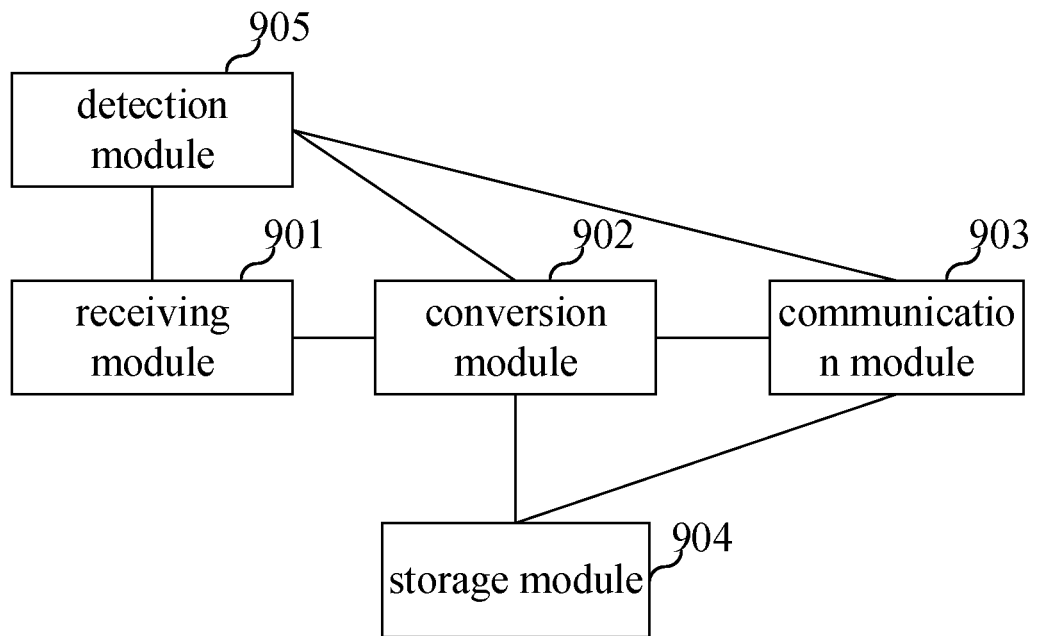 905
detection
module
901
902
903
receiving
module
conversion
module
communicatio
n module
904
storage module